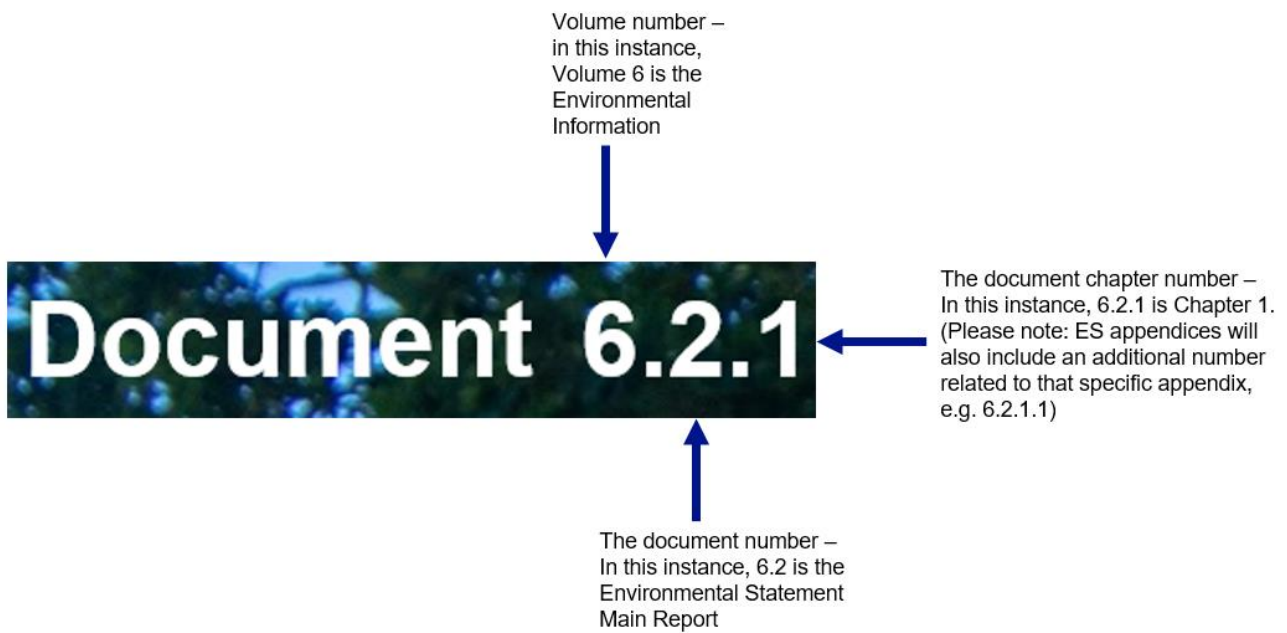 Volume number –
in this instance,
Volume 6 is the
Environmental
Information
Document 6.2.1
The document chapter number –
In this instance, 6.2.1 is Chapter 1.
(Please note: ES appendices will
also include an additional number
related to that specific appendix,
e.g. 6.2.1.1)
The document number –
In this instance, 6.2 is the
Environmental Statement
Main Report